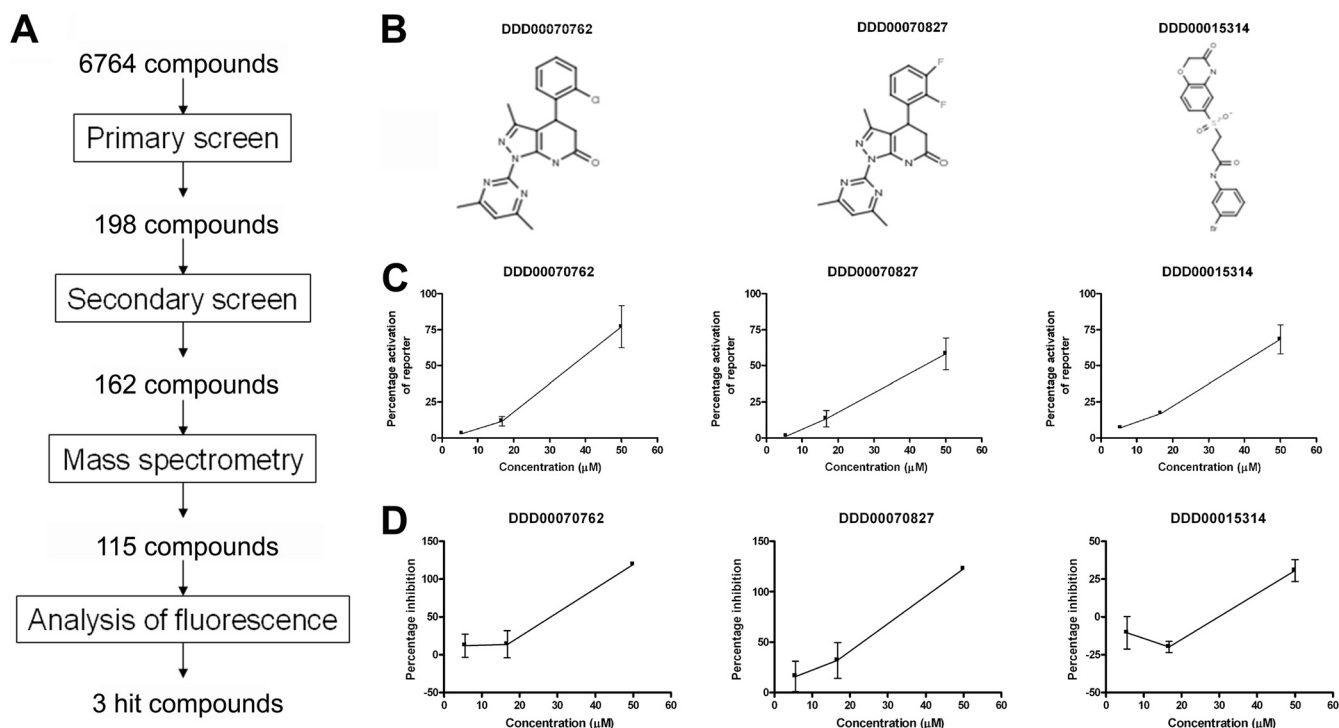 A
6764 compounds
Primary screen
198 compounds
Secondary screen
162 compounds
Mass spectrometry
115 compounds
Analysis of fluorescence
3 hit compounds
B
DDD00070762
Cl
N
N
O
N
N
N
DDD00070827
F
F
N
N
O
N
N
N
DDD00015314
O
O
N
S
O
O-
O
N
Br
C
DDD00070762
Percentage activation
of reporter
100
75
50
25
0
0 10 20 30 40 50 60
Concentration (μM)
DDD00070827
Percentage activation
of reporter
100
75
50
25
0
0 10 20 30 40 50 60
Concentration (μM)
DDD00015314
Percentage activation
of reporter
100
75
50
25
0
0 10 20 30 40 50 60
Concentration (μM)
D
DDD00070762
Percentage inhibition
150
100
50
0
-50
0 10 20 30 40 50 60
Concentration (μM)
DDD00070827
Percentage inhibition
150
100
50
0
0 10 20 30 40 50 60
Concentration (μM)
DDD00015314
Percentage inhibition
50
25
0
-25
-50
0 10 20 30 40 50 60
Concentration (μM)